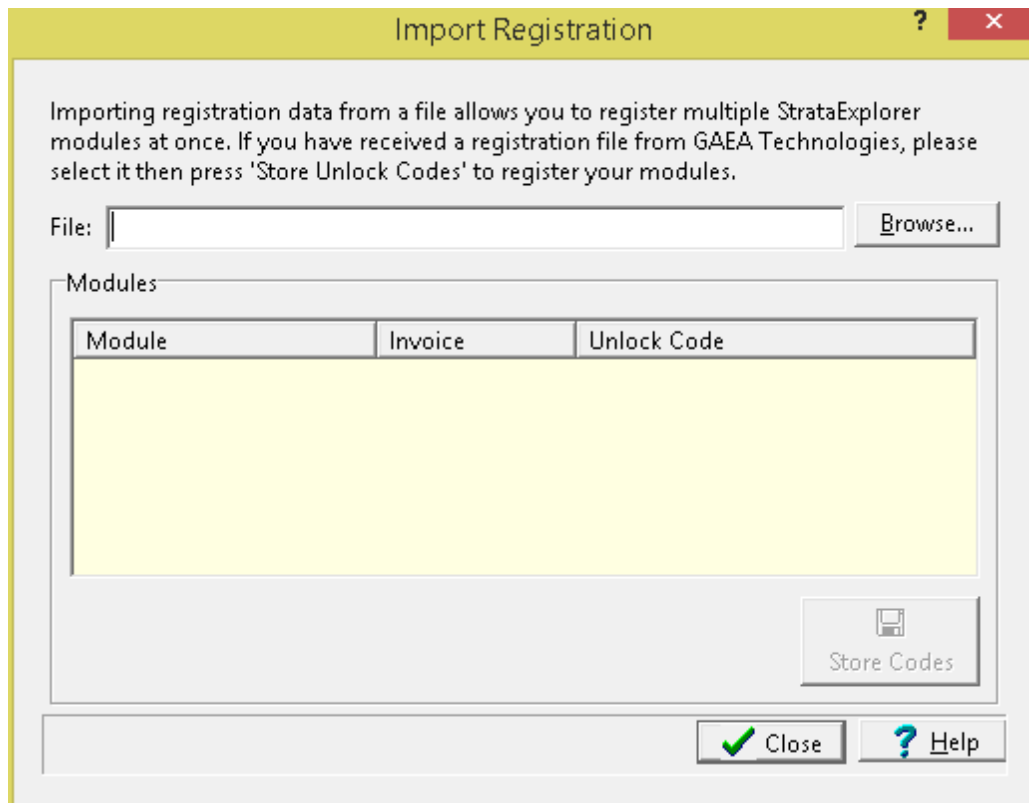 Import Registration
?
×
Importing registration data from a file allows you to register multiple StrataExplorer
modules at once. If you have received a registration file from GAEA Technologies, please
select it then press 'Store Unlock Codes' to register your modules.
File:
Browse...
Modules
Module Invoice Unlock Code
Store Codes
Close
? Help